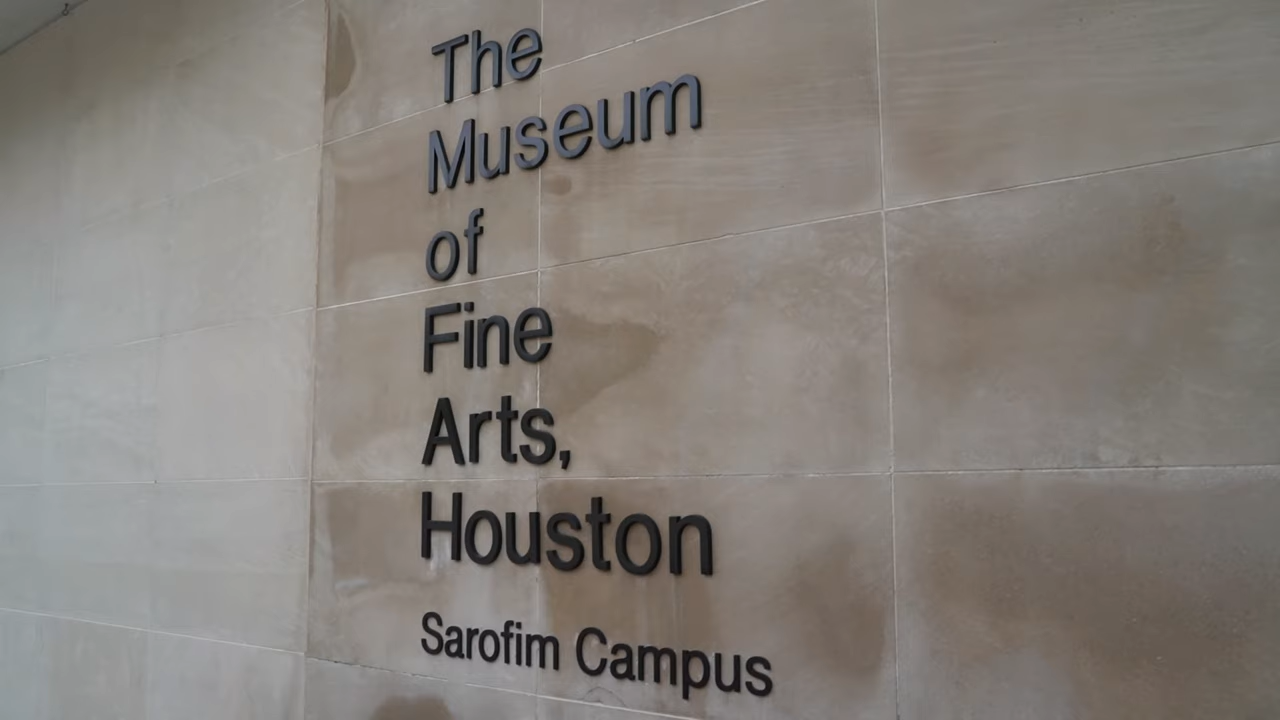 The
Museum
of
Fine
Arts,
Houston
Sarofim Campus